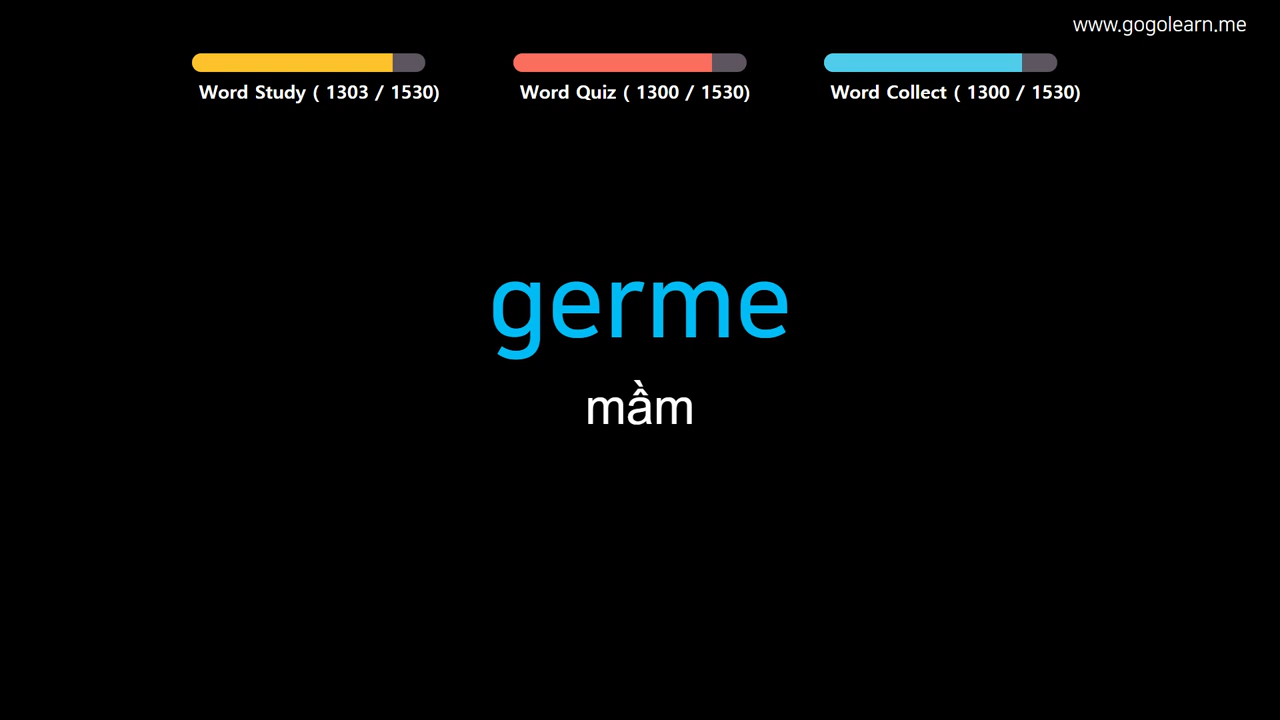 www.gogolearn.me
Word Study ( 1303 / 1530)
Word Quiz ( 1300 / 1530)
Word Collect ( 1300 / 1530)
germe
mầm